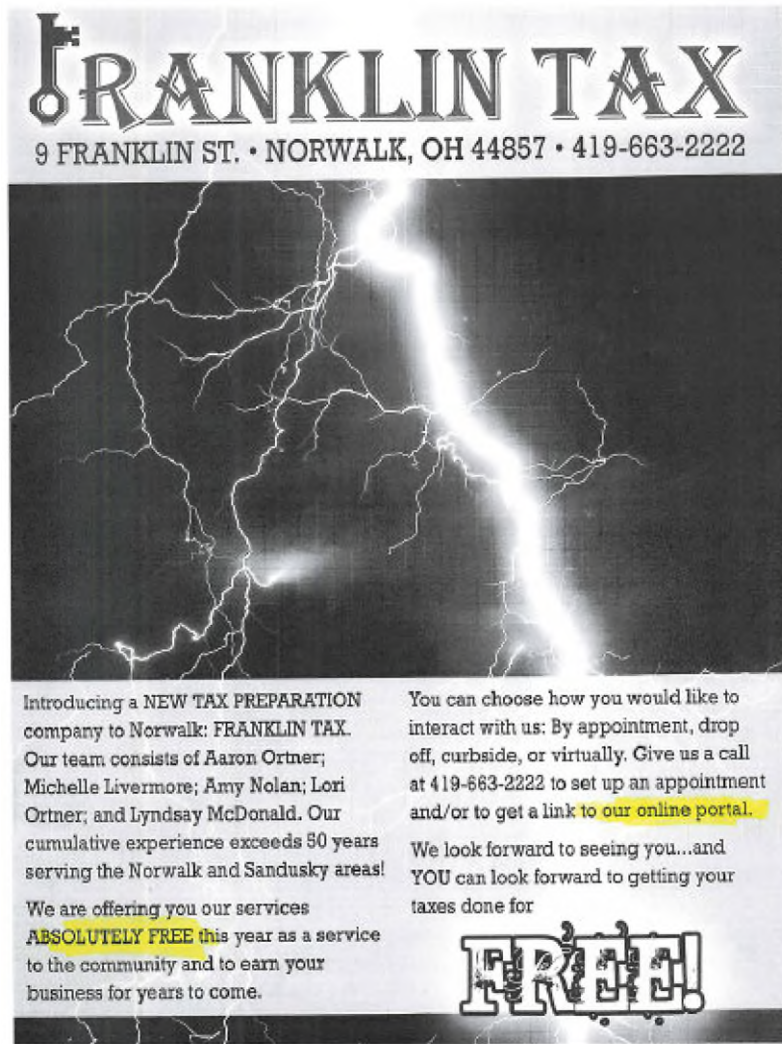 FRANKLIN TAX
9 FRANKLIN ST. • NORWALK, OH 44857 • 419-663-2222
Introducing a NEW TAX PREPARATION
company to Norwalk: FRANKLIN TAX.
Our team consists of Aaron Ortner;
Michelle Livermore; Amy Nolan; Lori
Ortner; and Lyndsay McDonald. Our
cumulative experience exceeds 50 years
serving the Norwalk and Sandusky areas!
We are offering you our services
ABSOLUTELY FREE this year as a service
to the community and to earn your
business for years to come.
You can choose how you would like to
interact with us: By appointment, drop
off, curbside, or virtually. Give us a call
at 419-663-2222 to set up an appointment
and/or to get a link to our online portal.
We look forward to seeing you...and
YOU can look forward to getting your
taxes done for
FREE!